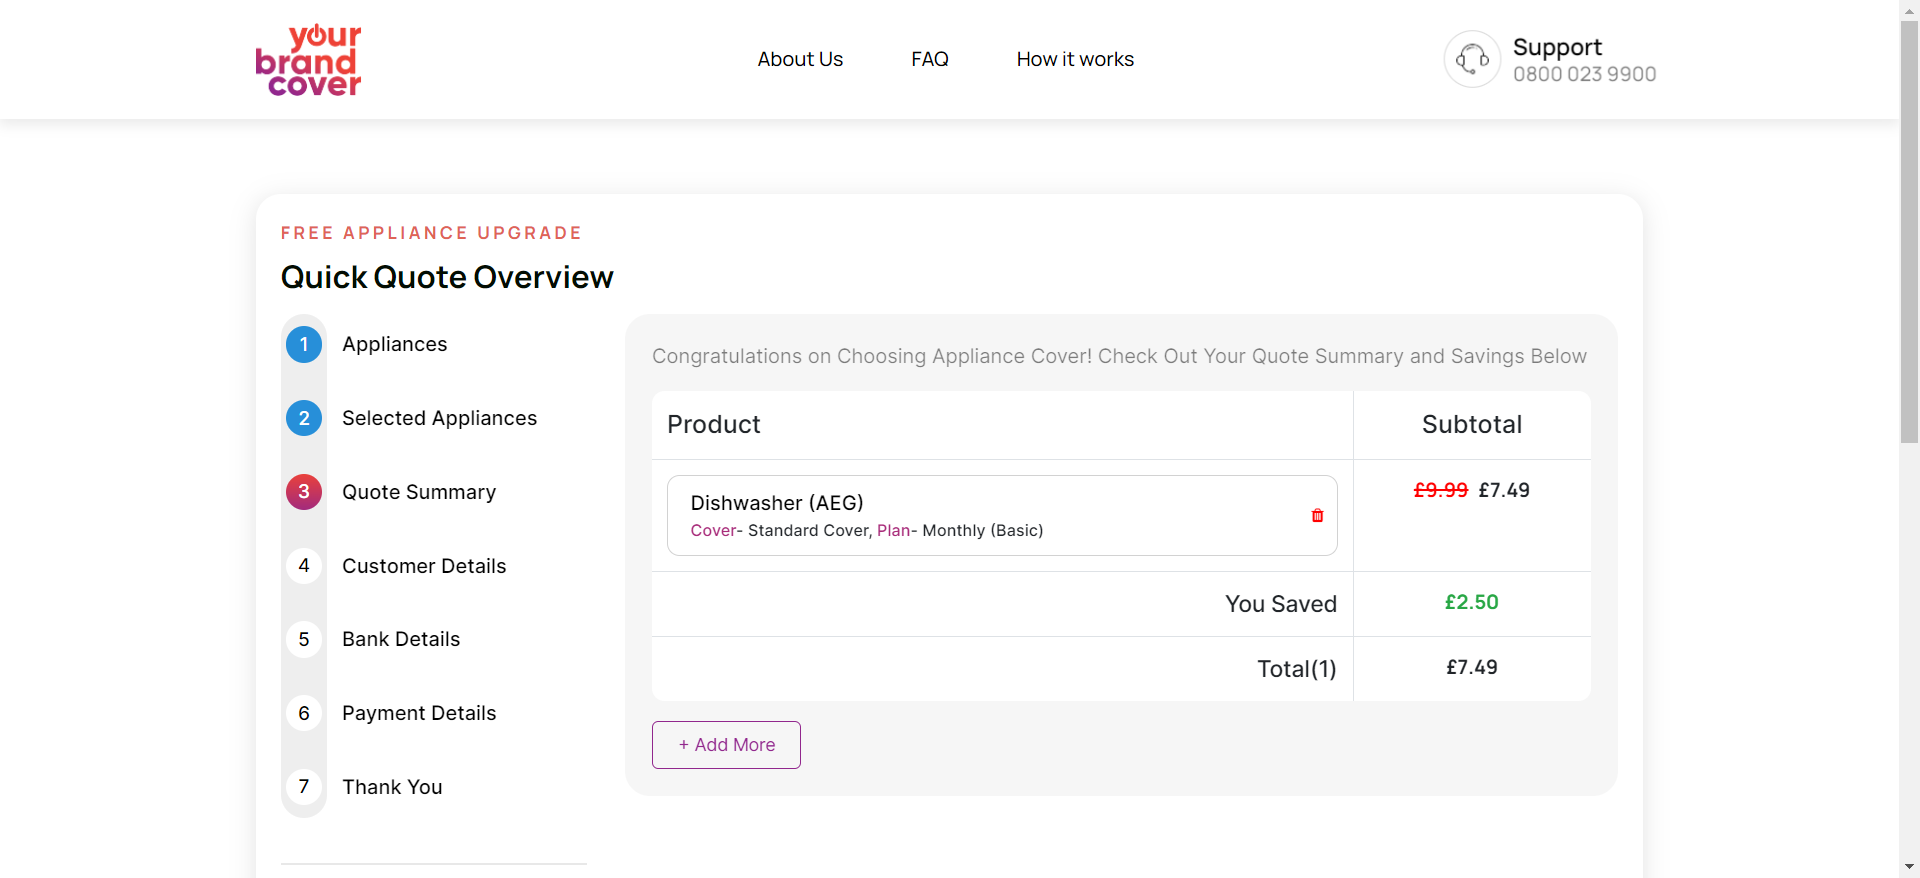 your
brand
cover
About Us
FAQ
How it works
Support
0800 023 9900
FREE APPLIANCE UPGRADE
Quick Quote Overview
1 Appliances
2 Selected Appliances
3 Quote Summary
4 Customer Details
5 Bank Details
6 Payment Details
7 Thank You
Congratulations on Choosing Appliance Cover! Check Out Your Quote Summary and Savings Below
Product Subtotal
Dishwasher (AEG)
Cover- Standard Cover, Plan- Monthly (Basic)
£9.99 £7.49
You Saved £2.50
Total(1) £7.49
+ Add More